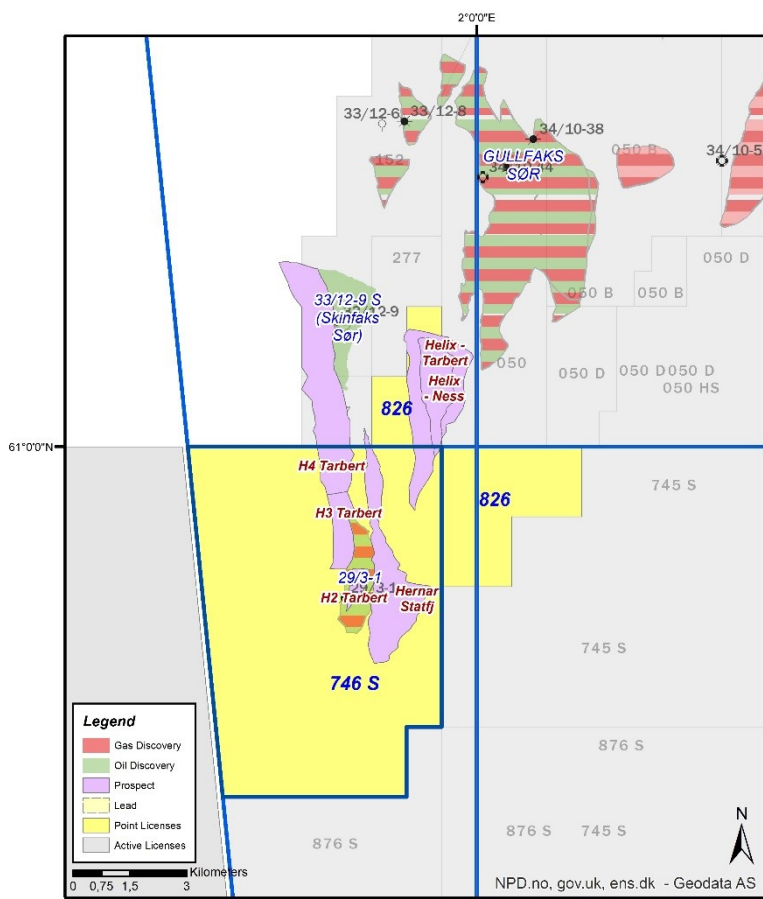 2°0'0"E
33/12-6
33/12-8
34/10-38
152
GULLFAKS
SØR
050 B
34/10-5
277
050 D
050 B
050 B
33/12-9 S
(Skinfaks
Sør)
Helix -
Tarbert
Helix
- Ness
050
050 D
050 D
050 D
050 HS
826
61°0'0"N
H4 Tarbert
826
745 S
H3 Tarbert
29/3-1
H2 Tarbert
Hernar
Statfj
745 S
746 S
876 S
876 S
876 S
745 S
Legend
Gas Discovery
Oil Discovery
Prospect
Lead
Point Licenses
Active Licenses
Kilometers
0 0,75 1,5 3
N
NPD.no, gov.uk, ens.dk - Geodata AS